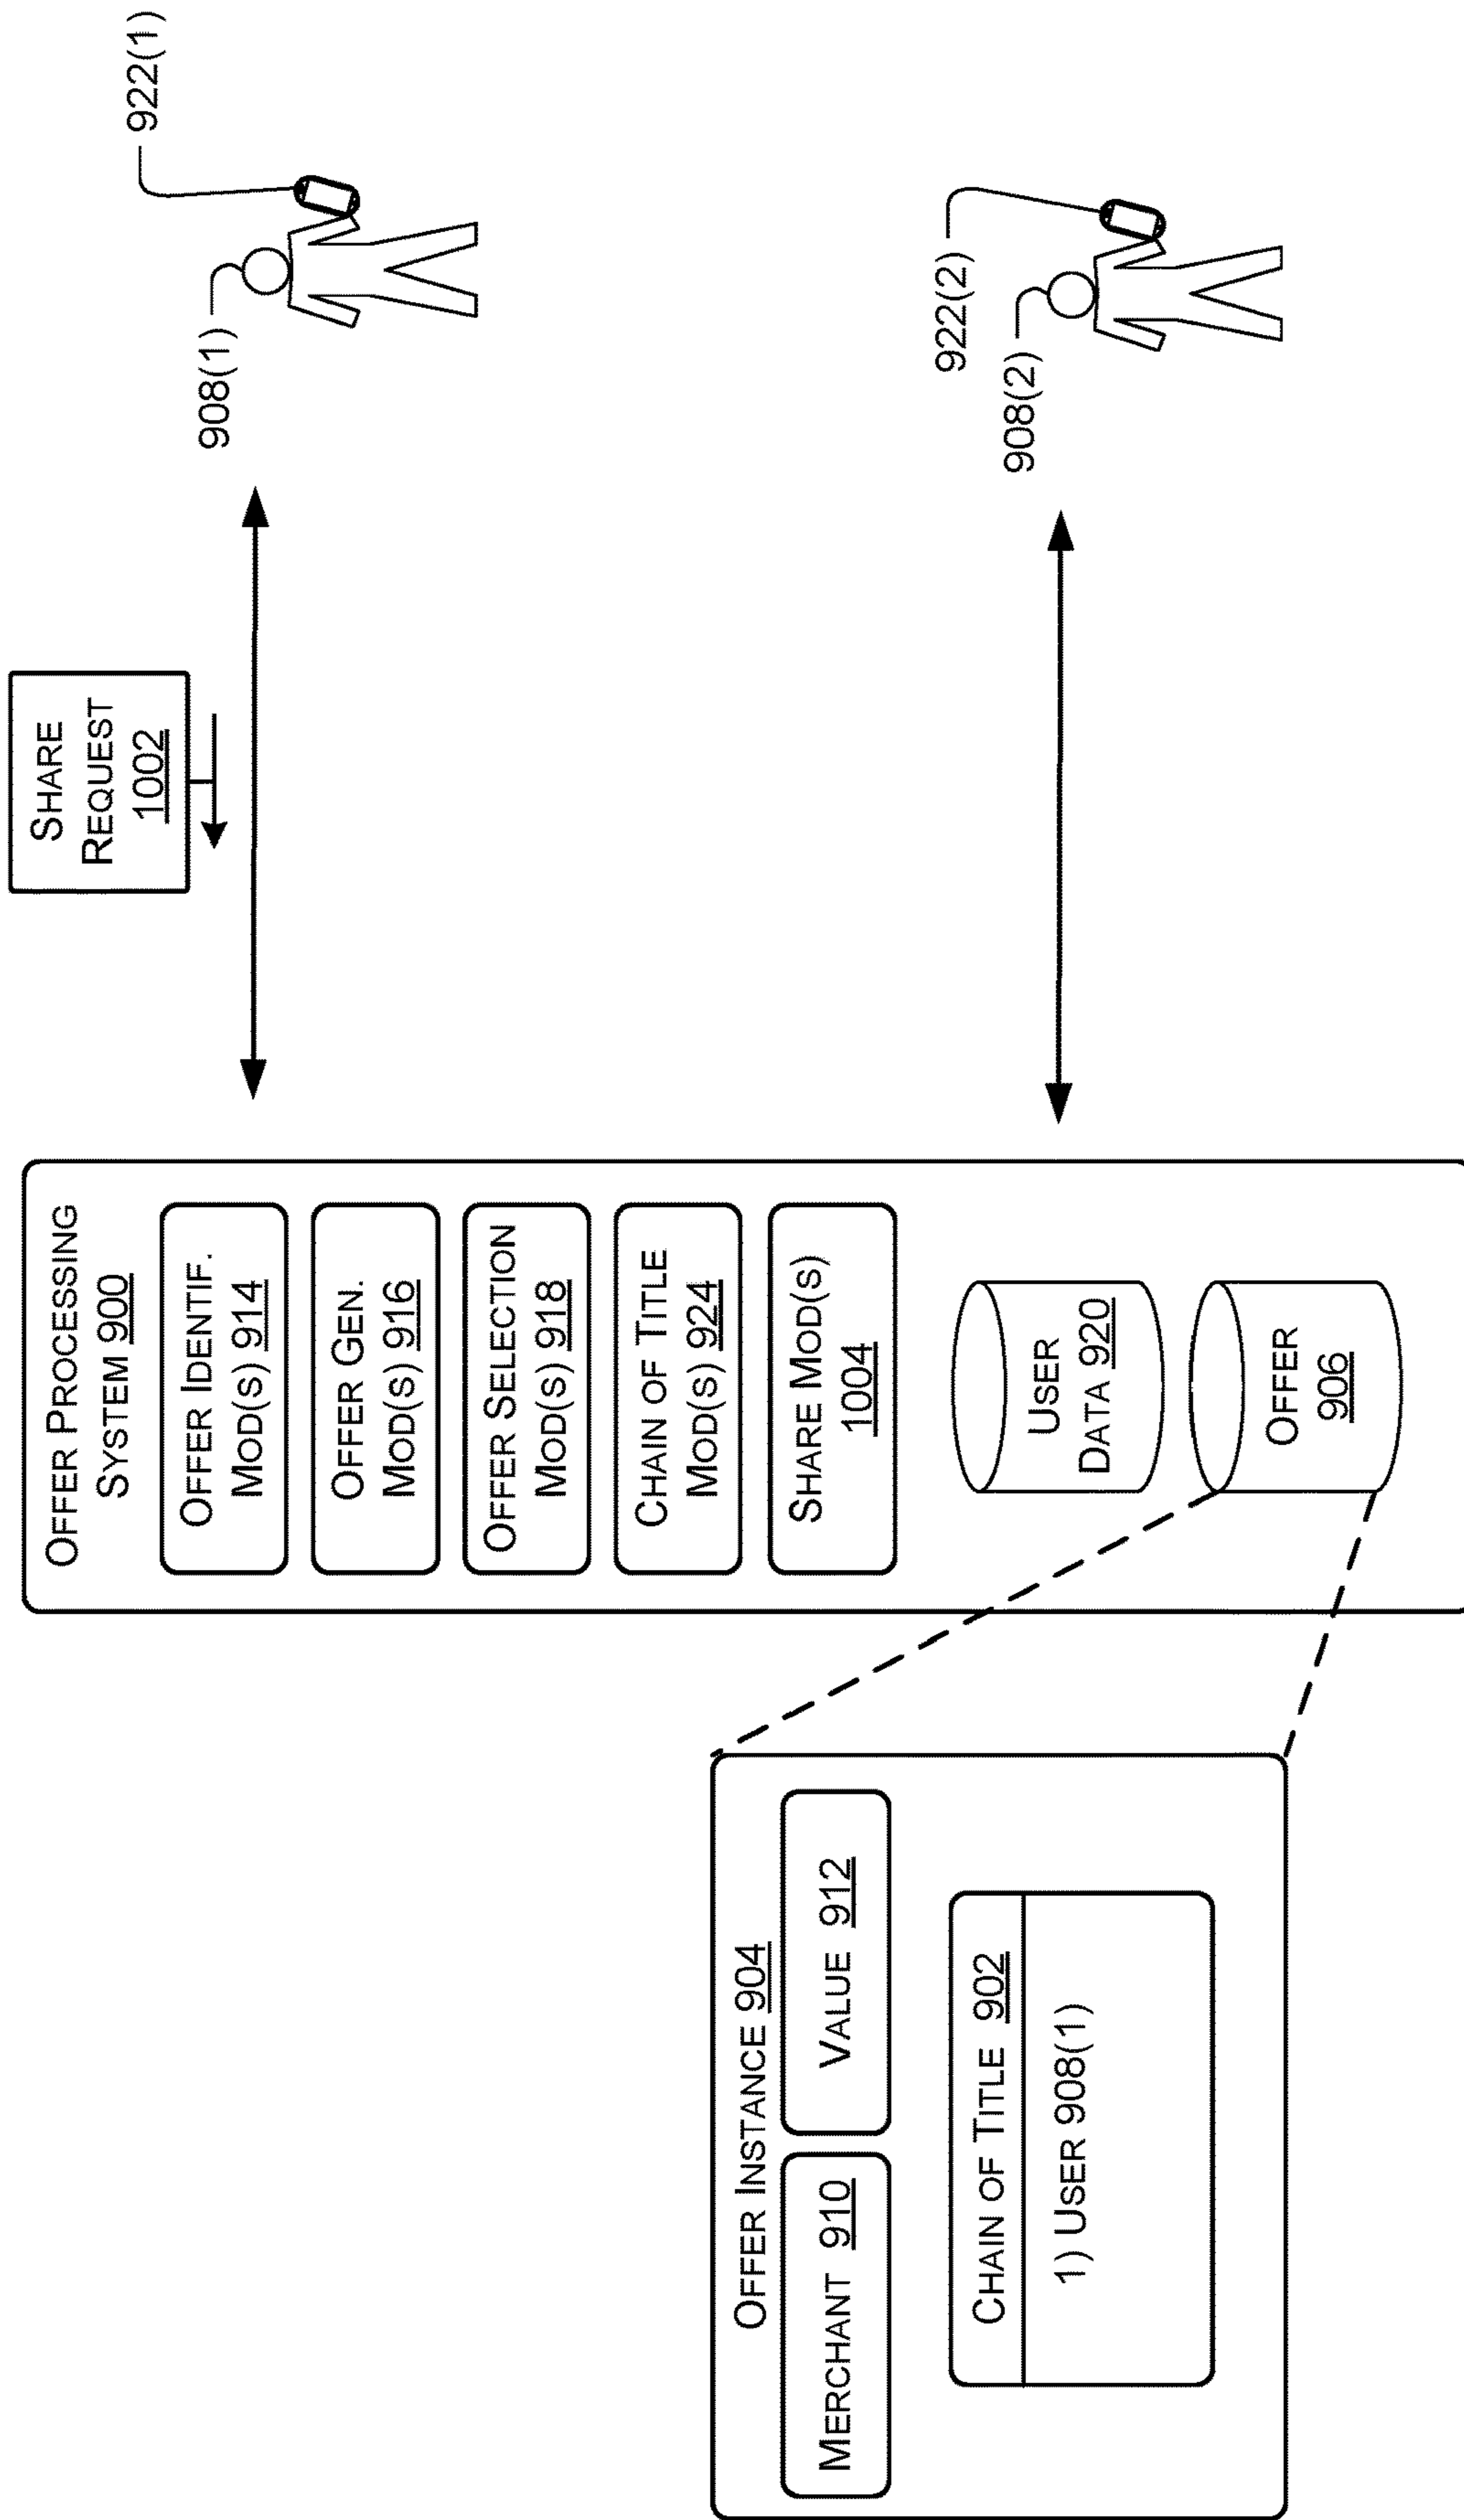 OFFER INSTANCE 904
MERCHANT 910
VALUE 912
CHAIN OF TITLE 902
1) USER 908(1)
OFFER PROCESSING
SYSTEM 900
OFFER IDENTIF.
MOD(S) 914
OFFER GEN.
MOD(S) 916
OFFER SELECTION
MOD(S) 918
CHAIN OF TITLE
MOD(S) 924
SHARE MOD(S)
1004
USER
DATA 920
OFFER
906
SHARE
REQUEST
1002
908(1)
922(1)
908(2)
922(2)